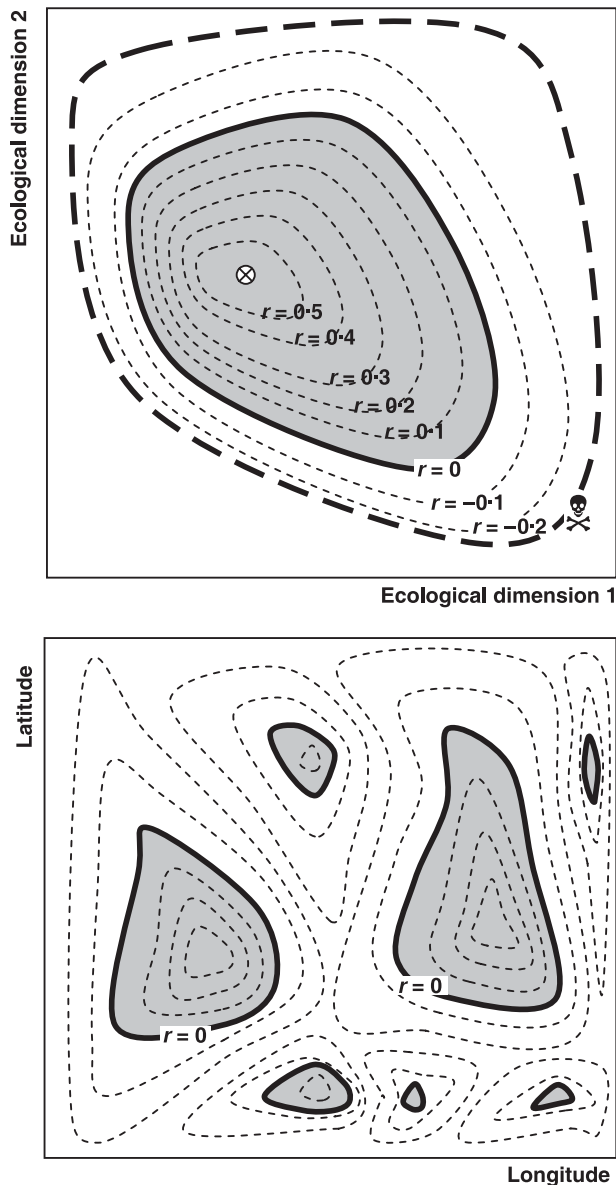 Ecological dimension 2
r = 0·5
r = 0·4
r = 0·3
r = 0·2
r = 0·1
r = 0
r = −0·1
r = −0·2
Ecological dimension 1
Latitude
r = 0
r = 0
Longitude